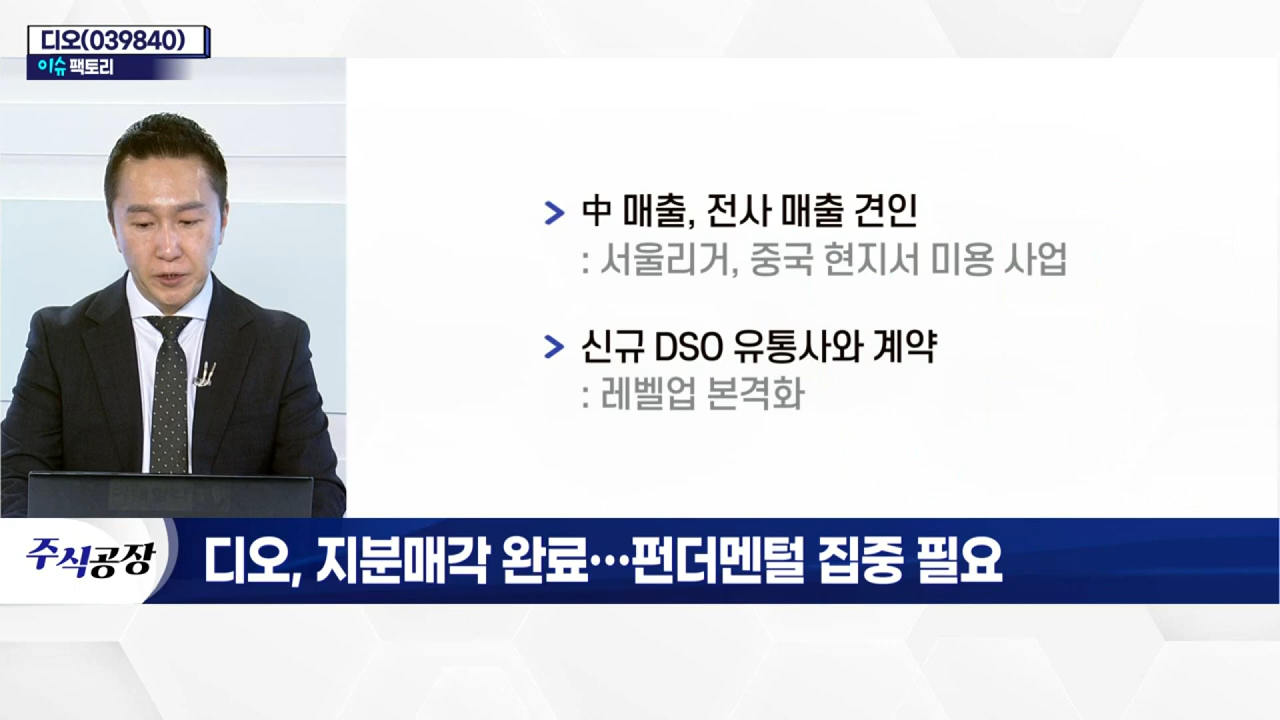 디오(039840)
이슈 팩토리
> 中 매출, 전사 매출 견인
: 서울리거, 중국 현지서 미용 사업
> 신규 DSO 유통사와 계약
: 레벨업 본격화
주식공장
디오, 지분매각 완료…펀더멘털 집중 필요